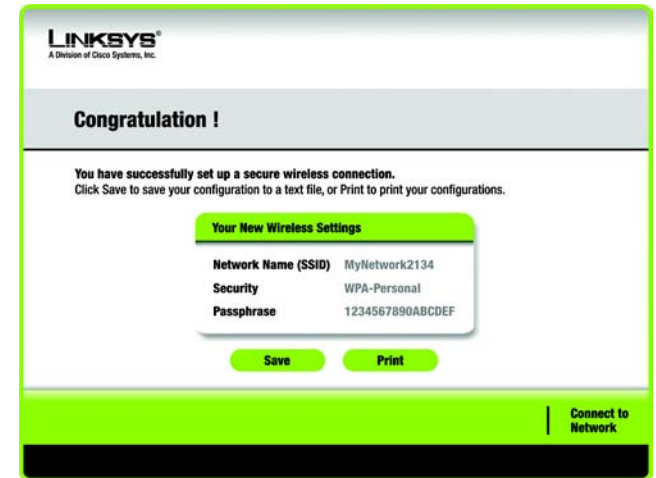 LINKSYS®
A Division of Cisco Systems, Inc.
Congratulation !
You have successfully set up a secure wireless connection.
Click Save to save your configuration to a text file, or Print to print your configurations.
Your New Wireless Settings
Network Name (SSID) MyNetwork2134
Security WPA-Personal
Passphrase 1234567890ABCDEF
Save Print
Connect to
Network